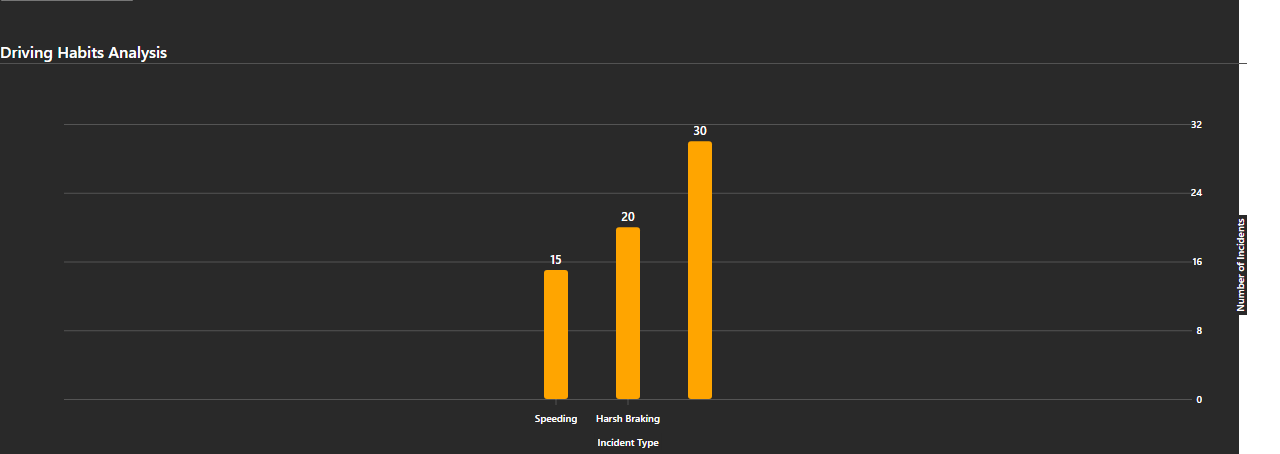 Driving Habits Analysis
32
30
24
20
16
15
8
0
Number of Incidents
Speeding
Harsh Braking
Incident Type